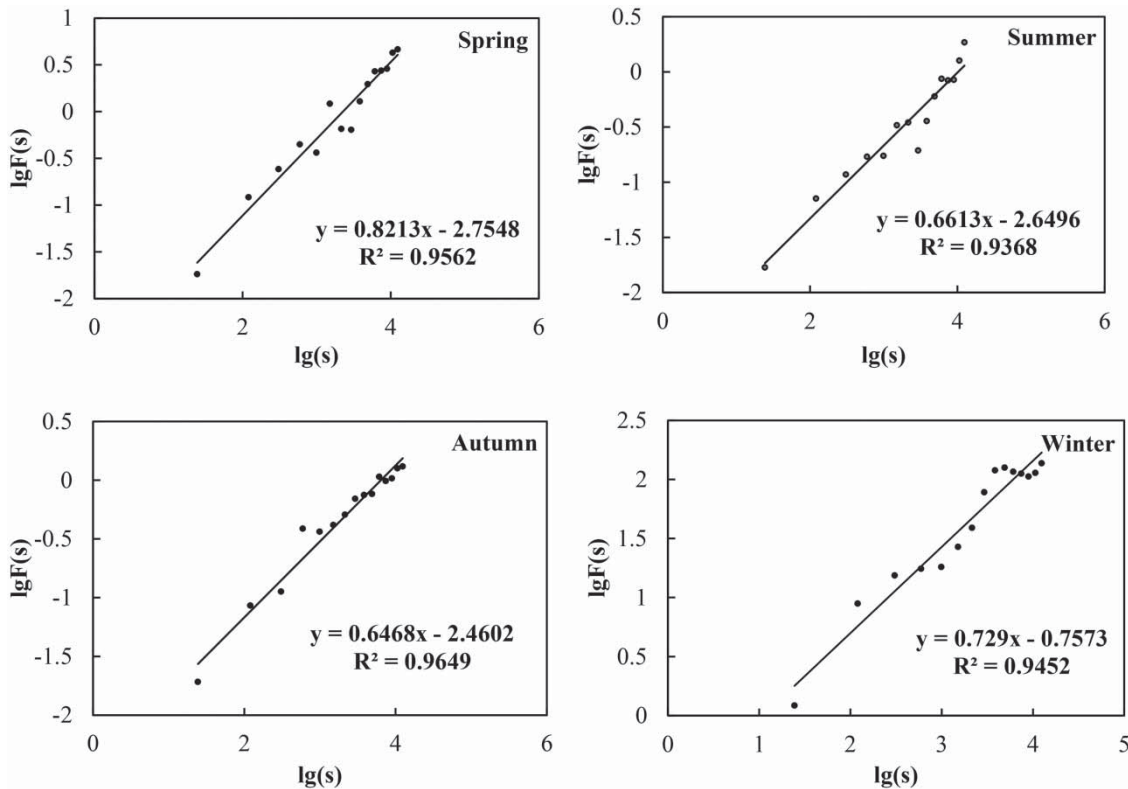 Spring
1
0.5
0
-0.5
-1
-1.5
-2
lgF(s)
y = 0.8213x - 2.7548
R² = 0.9562
0 2 4 6
lg(s)
Summer
0.5
0
-0.5
-1
-1.5
-2
lgF(s)
y = 0.6613x - 2.6496
R² = 0.9368
0 2 4 6
lg(s)
Autumn
0.5
0
-0.5
-1
-1.5
-2
lgF(s)
y = 0.6468x - 2.4602
R² = 0.9649
0 2 4 6
lg(s)
Winter
2.5
2
1.5
1
0.5
0
lgF(s)
y = 0.729x - 0.7573
R² = 0.9452
0 1 2 3 4 5
lg(s)